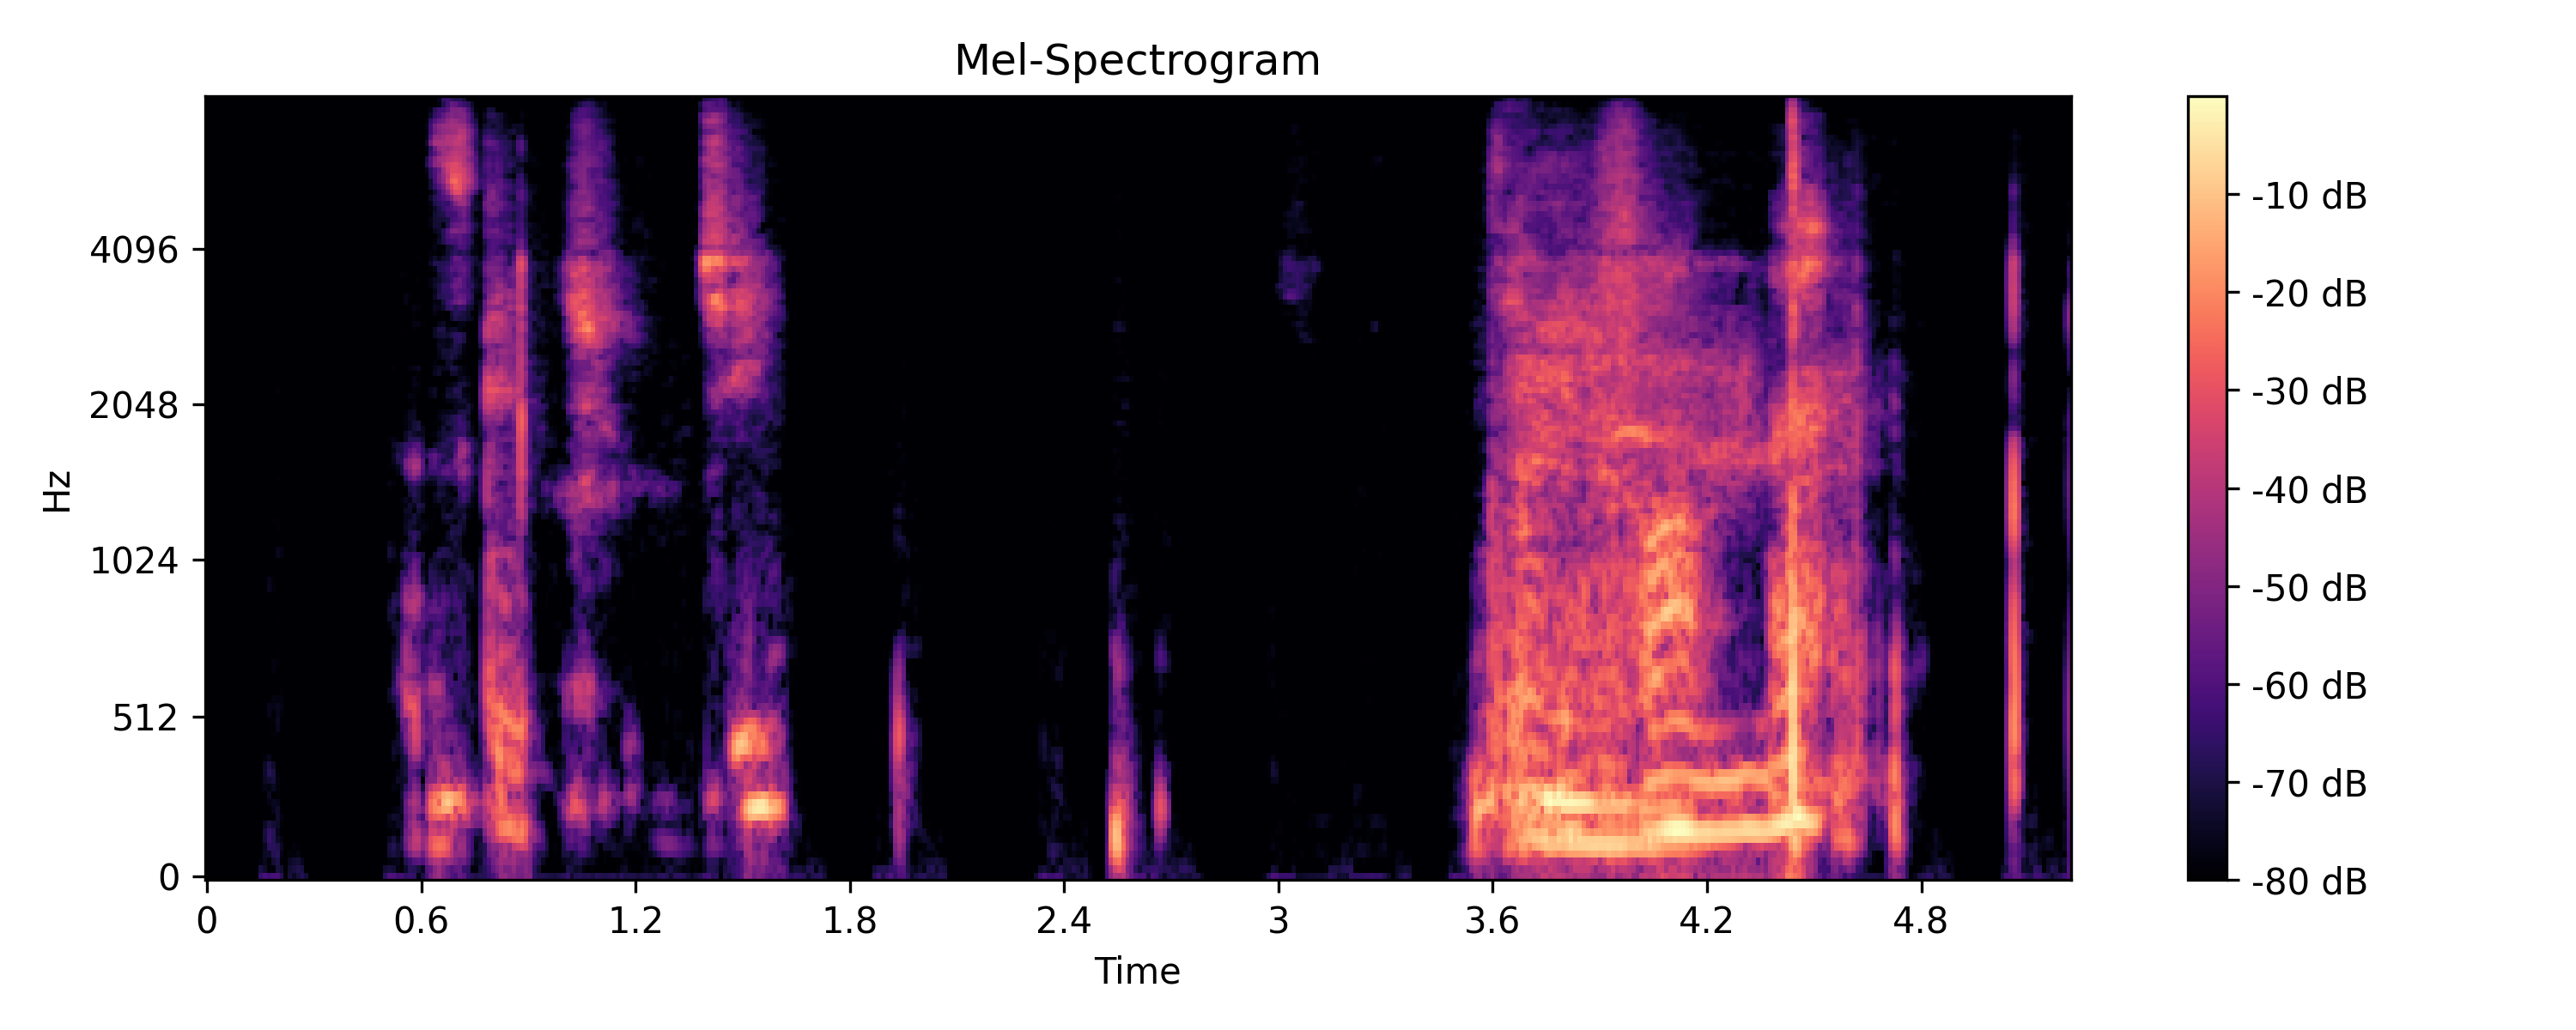 Mel-Spectrogram
Hz
4096
2048
1024
512
0
0 0.6 1.2 1.8 2.4 3 3.6 4.2 4.8
Time
-10 dB
-20 dB
-30 dB
-40 dB
-50 dB
-60 dB
-70 dB
-80 dB